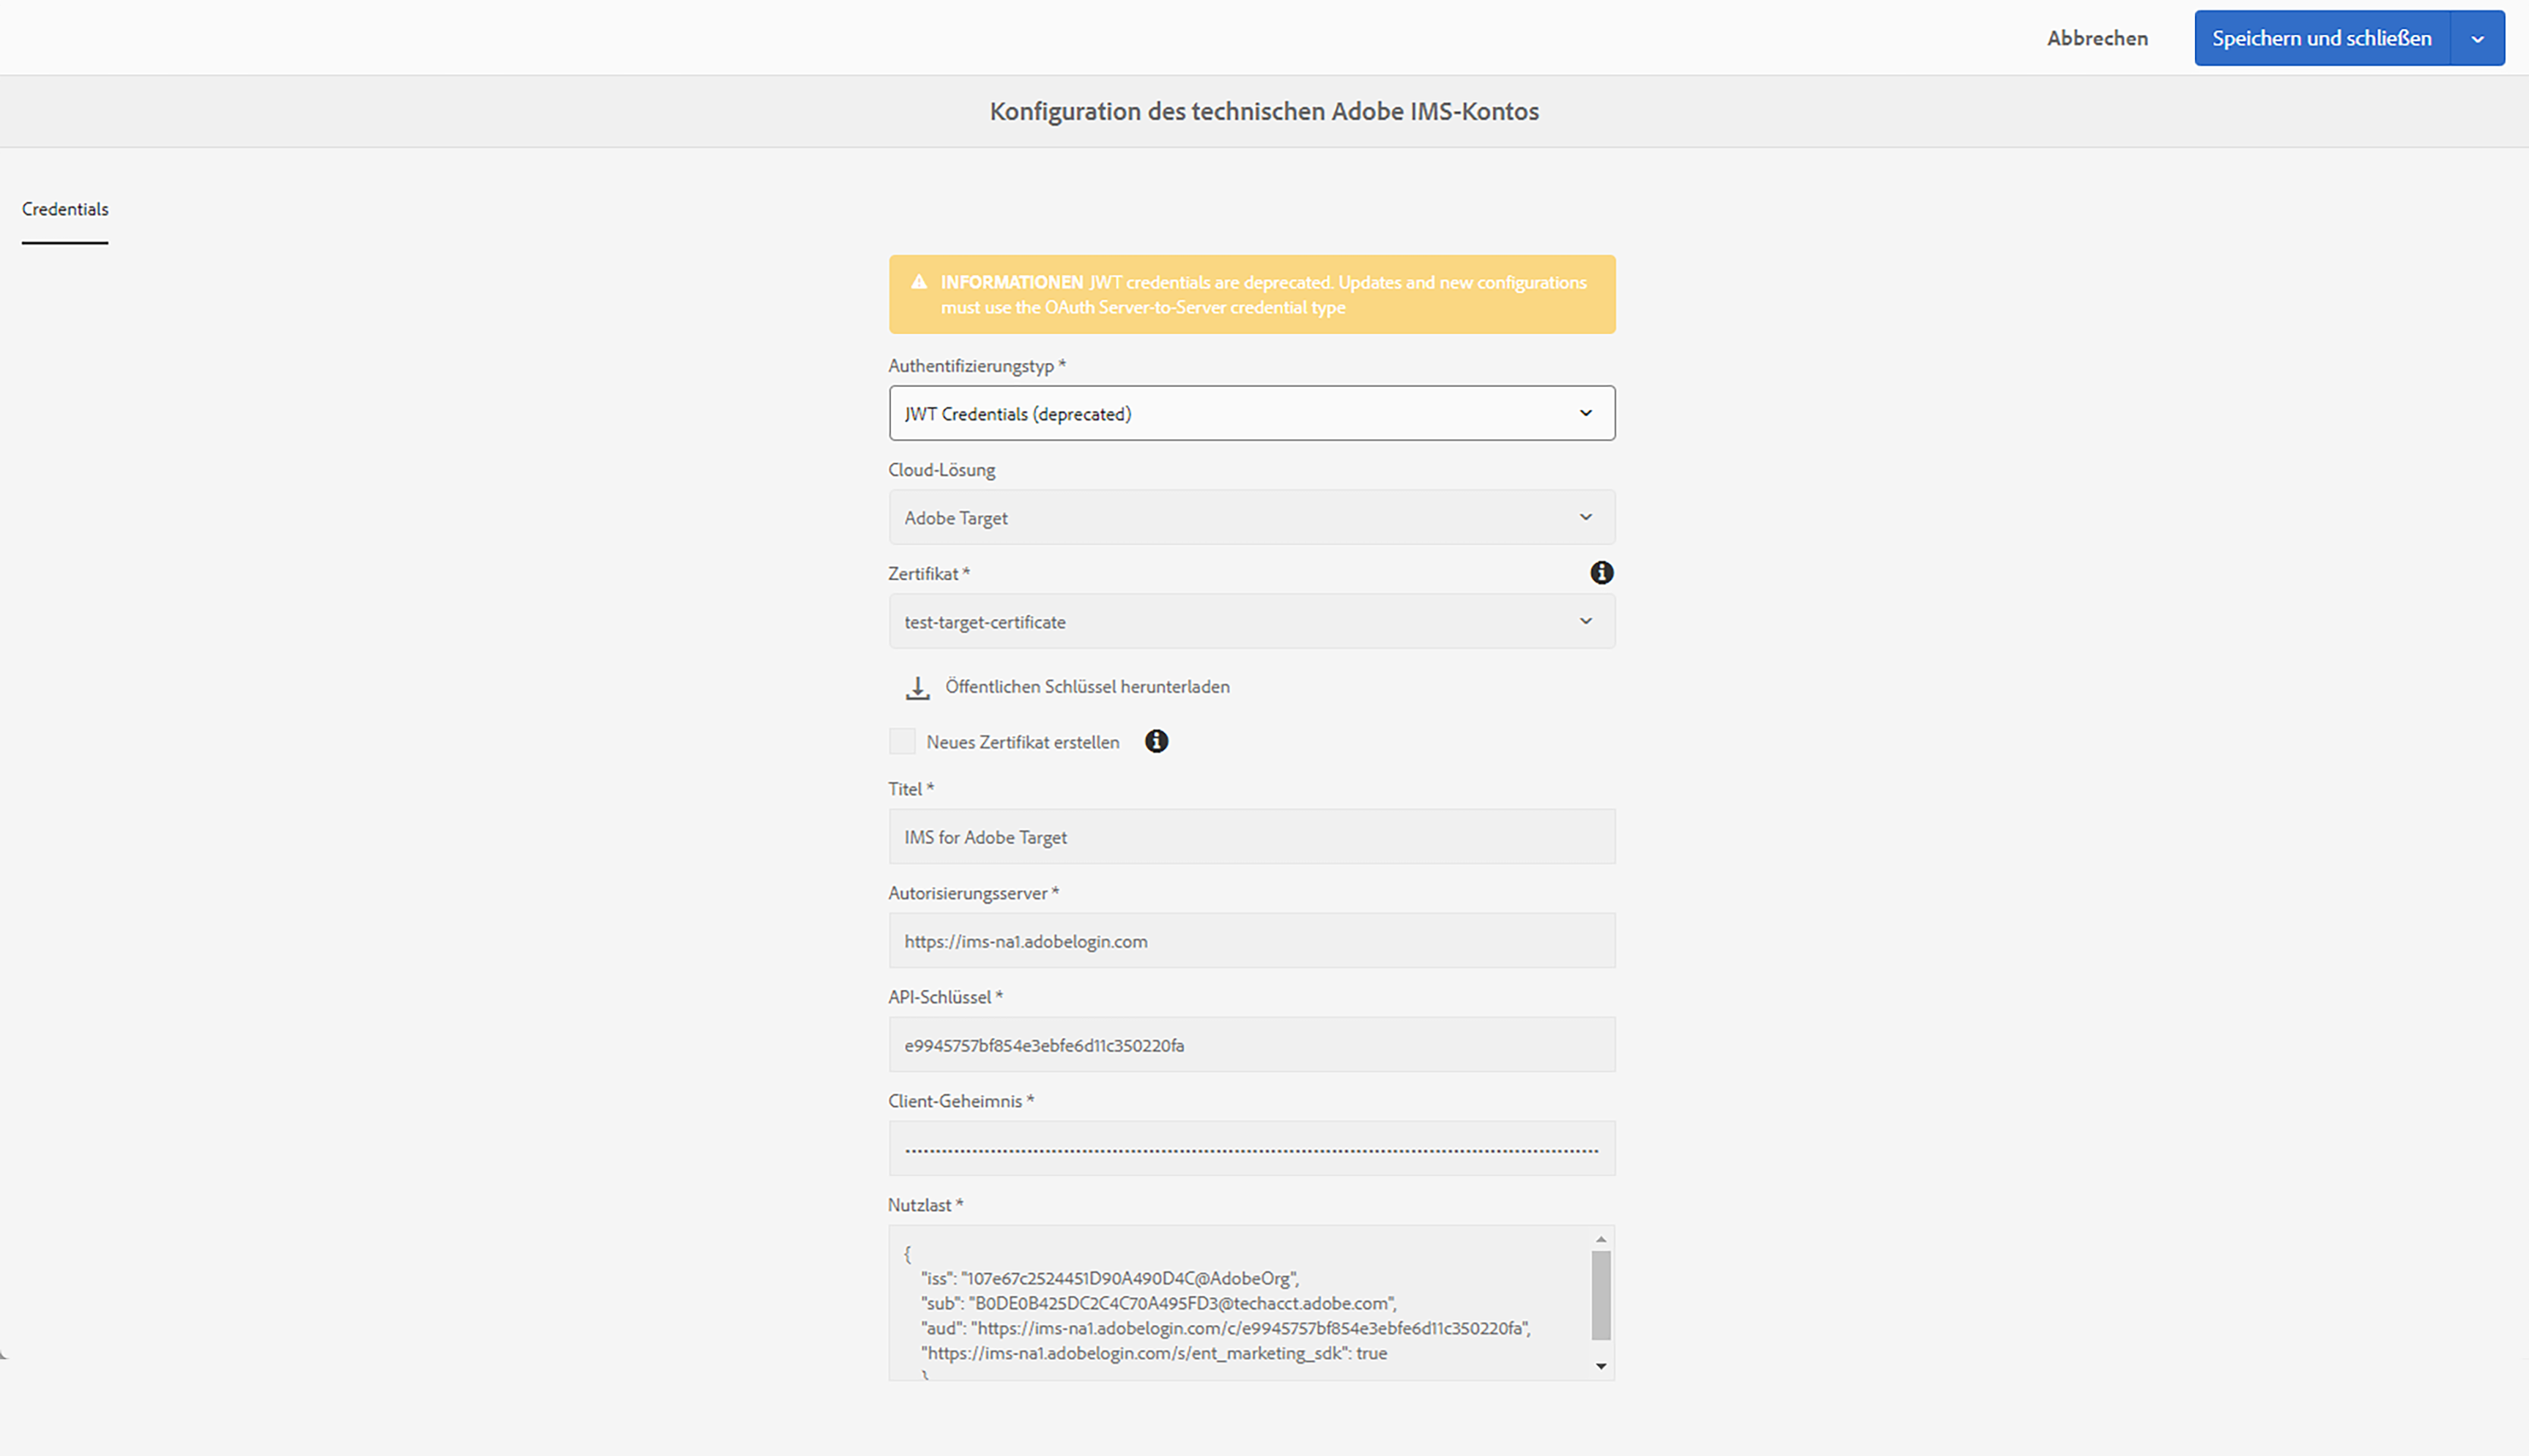 Abbrechen
Speichern und schließen
Konfiguration des technischen Adobe IMS-Kontos
Credentials
INFORMATIONEN JWT credentials are deprecated. Updates and new configurations
must use the OAuth Server-to-Server credential type
Authentifizierungstyp *
JWT Credentials (deprecated)
Cloud-Lösung
Adobe Target
Zertifikat *
test-target-certificate
Öffentlichen Schlüssel herunterladen
Neues Zertifikat erstellen
Titel *
IMS for Adobe Target
Autorisierungsserver *
https://ims-na1.adobelogin.com
API-Schlüssel *
e9945757bf854e3ebfe6d11c350220fa
Client-Geheimnis *
Nutzlast *
{
"iss": "107e67c2524451D90A490D4C@AdobeOrg",
"sub": "B0DE0B425DC2C4C70A495FD3@techacct.adobe.com",
"aud": "https://ims-na1.adobelogin.com/c/e9945757bf854e3ebfe6d11c350220fa",
"https://ims-na1.adobelogin.com/s/ent_marketing_sdk": true
}